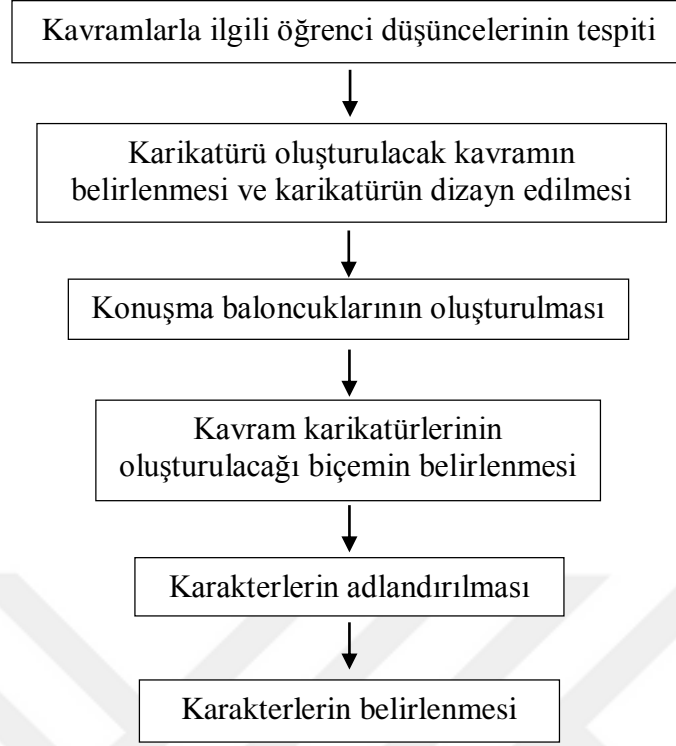 Kavramlarla ilgili öğrenci düşüncelerinin tespiti
Karikatürü oluşturulacak kavramın
belirlenmesi ve karikatürün dizayn edilmesi
Konuşma baloncuklarının oluşturulması
Kavram karikatürlerinin
oluşturulacağı biçemin belirlenmesi
Karakterlerin adlandırılması
Karakterlerin belirlenmesi